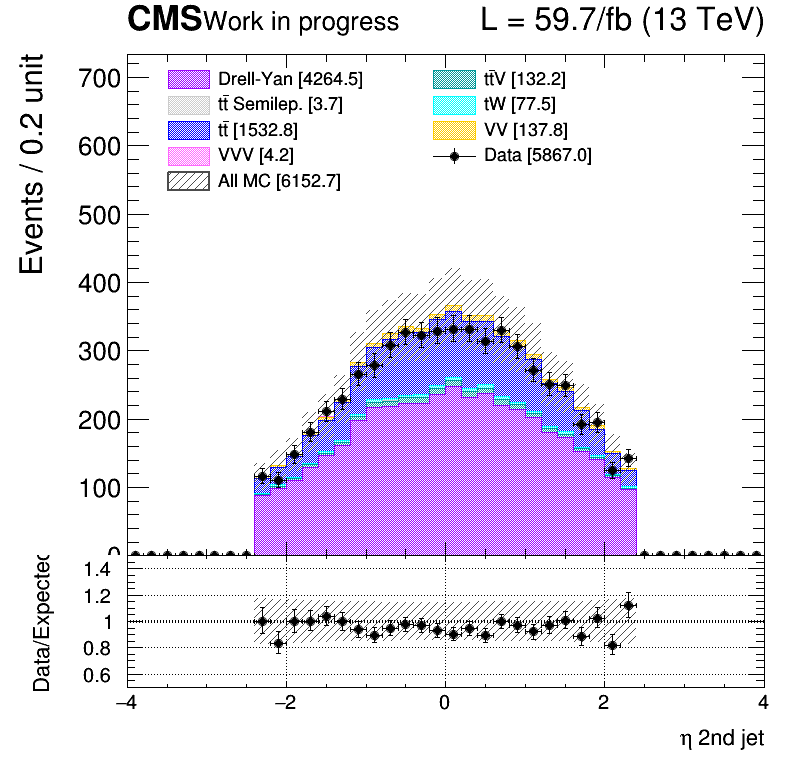 CMS Work in progress L = 59.7/fb (13 TeV)
Events / 0.2 unit
700
600
500
400
300
200
100
0
Drell-Yan [4264.5]
tt̄ Semilep. [3.7]
tt̄ [1532.8]
VVV [4.2]
All MC [6152.7]
tt̄V [132.2]
tW [77.5]
VV [137.8]
Data [5867.0]
Data/Expected
1.4
1.2
1
0.8
0.6
−4 −2 0 2 4
η 2nd jet